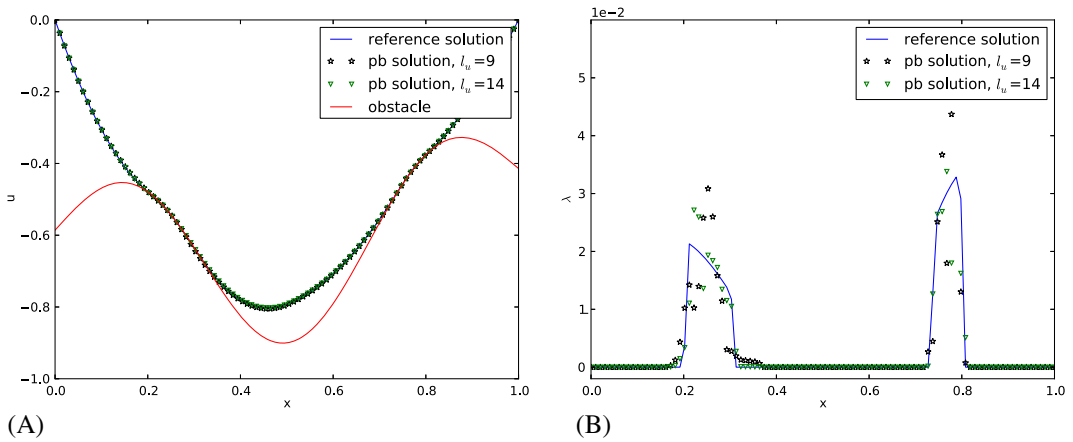 0.0
−0.2
−0.4
−0.6
−0.8
−1.0
u
0.0 0.2 0.4 0.6 0.8 1.0
x
reference solution
pb solution, l_u=9
pb solution, l_u=14
obstacle
(A)
1e−2
5
4
3
2
1
0
λ
0.0 0.2 0.4 0.6 0.8 1.0
x
reference solution
pb solution, l_u=9
pb solution, l_u=14
(B)